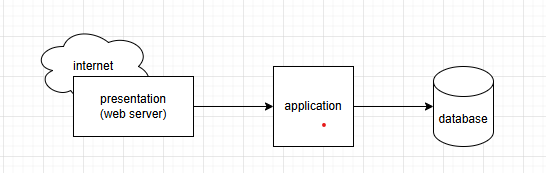 internet
presentation
(web server)
application
database